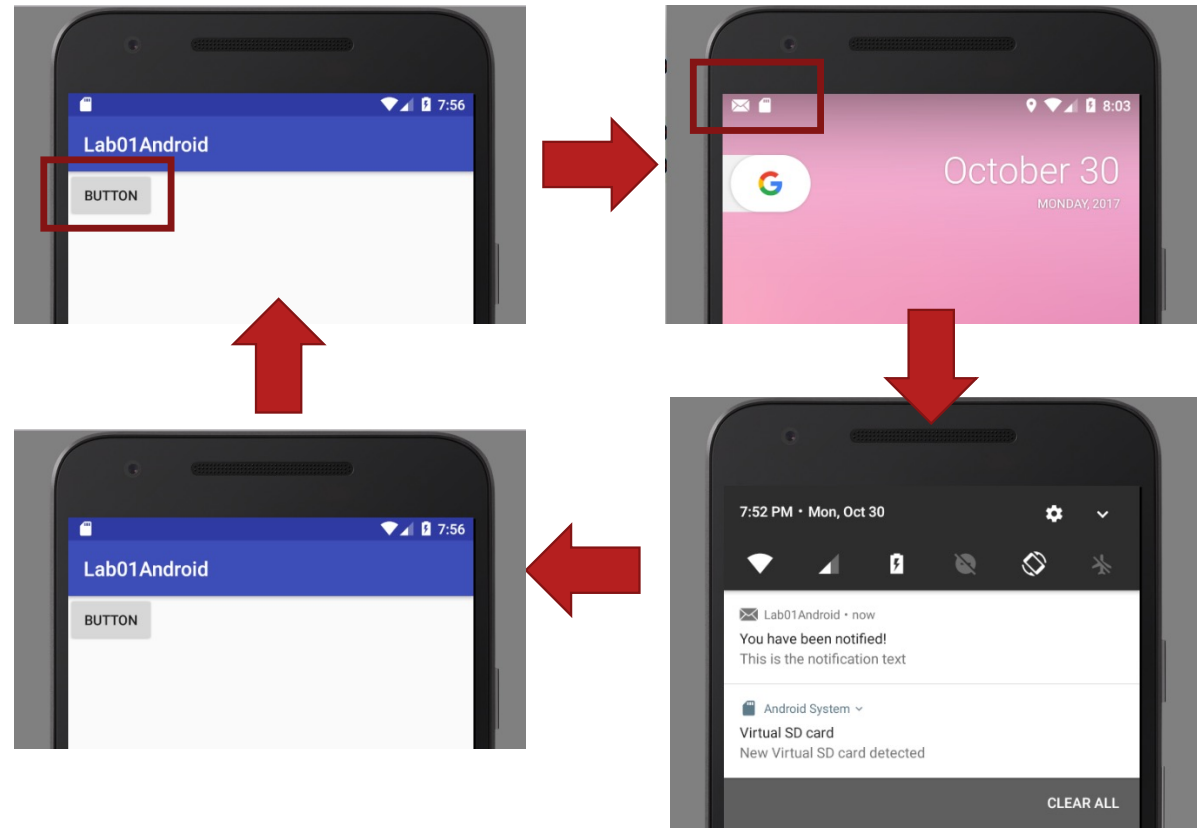 7:56
Lab01Android
BUTTON
8:03
October 30
MONDAY, 2017
7:52 PM • Mon, Oct 30
Lab01Android • now
You have been notified!
This is the notification text
Android System
Virtual SD card
New Virtual SD card detected
CLEAR ALL
7:56
Lab01Android
BUTTON